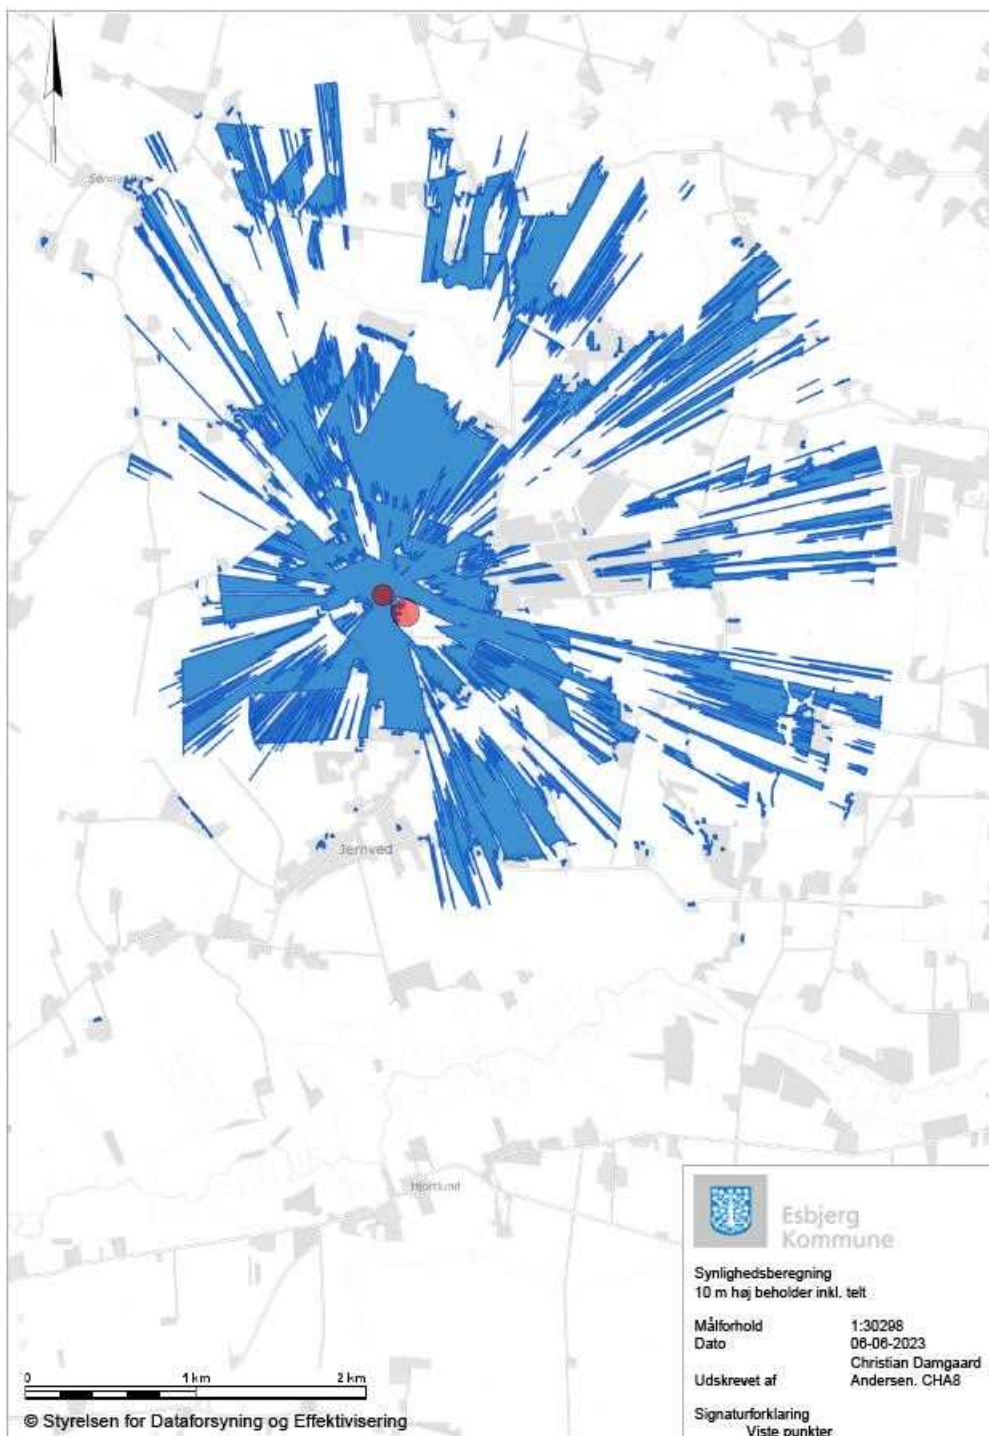 Jernved
Hjortlund
Esbjerg
Kommune
Synlighedsberegning
10 m høj beholder inkl. telt
Målforhold 1:30298
Dato 06-06-2023
Christian Damgaard
Udskrevet af Andersen. CHA8
Signaturforklaring
Viste punkter
0 1 km 2 km
© Styrelsen for Dataforsyning og Effektivisering